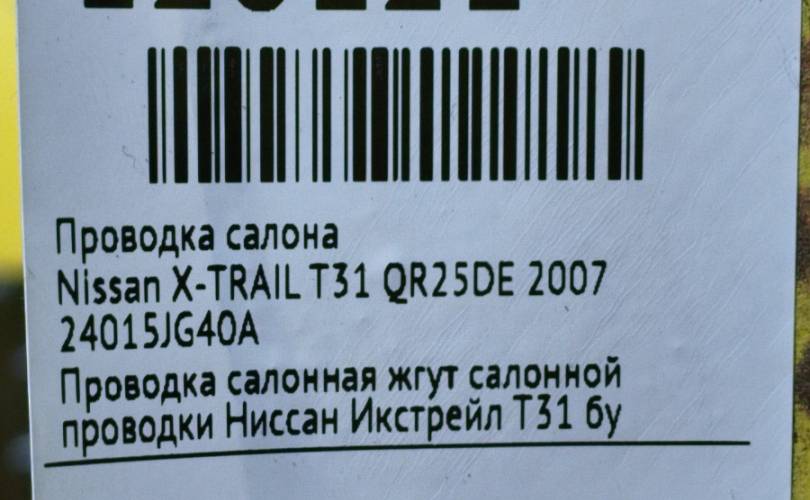 Проводка салона
Nissan X-TRAIL T31 QR25DE 2007
24015JG40A
Проводка салонная жгут салонной
проводки Ниссан Икстрейл Т31 бу